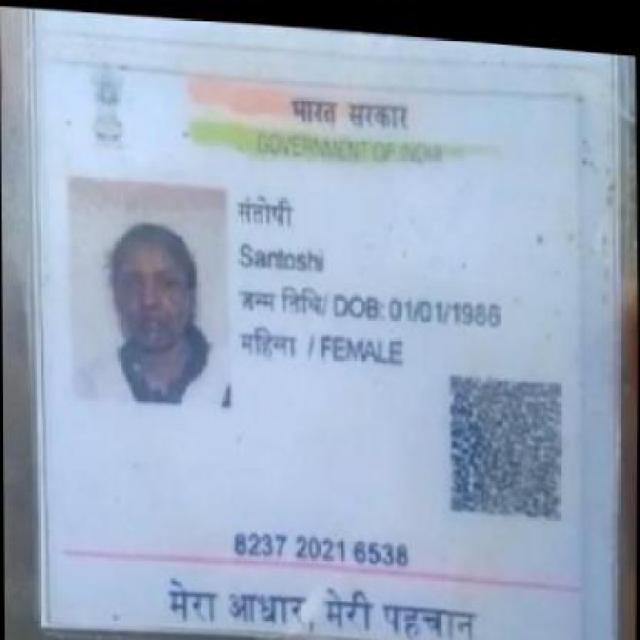 भारत सरकार
GOVERNMENT OF INDIA
संतोषी
Santoshi
जन्म तिथि/ DOB: 01/01/1986
महिला / FEMALE
8237 2021 6538
मेरा आधार, मेरी पहचान